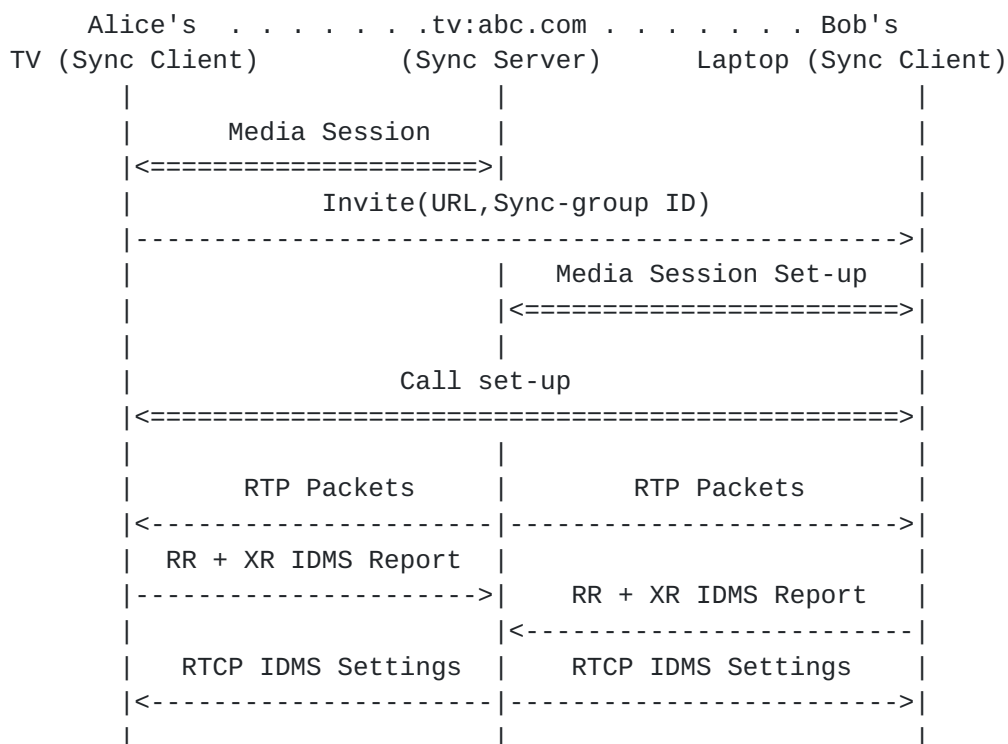 Alice's . . . . . . .tv:abc.com . . . . . . . Bob's
TV (Sync Client) (Sync Server) Laptop (Sync Client)
Media Session
Invite(URL,Sync-group ID)
Media Session Set-up
Call set-up
RTP Packets RTP Packets
RR + XR IDMS Report
RR + XR IDMS Report
RTCP IDMS Settings RTCP IDMS Settings